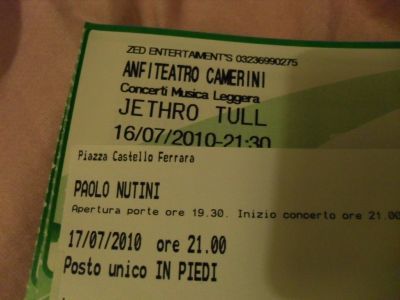 ZED ENTERTAIMENT'S 03236990275
ANFITEATRO CAMERINI
Concerti Musica Leggera
JETHRO TULL
16/07/2010-21:30
Piazza Castello Ferrara
PAOLO NUTINI
Apertura porte ore 19.30. Inizio concerto ore 21.00
17/07/2010 ore 21.00
Posto unico IN PIEDI